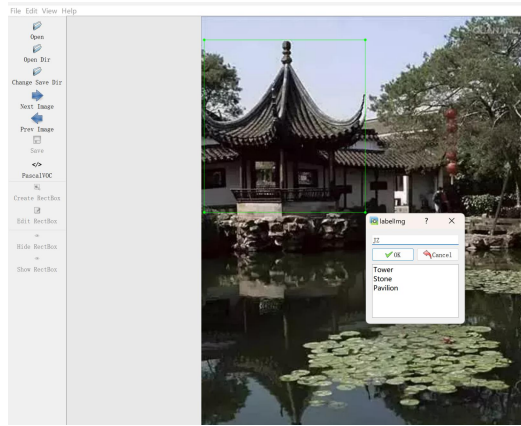 File Edit View Help
Open
Open Dir
Change Save Dir
Next Image
Prev Image
Save
</>
PascalVOC
Create RectBox
Edit RectBox
Hide RectBox
Show RectBox
labelImg ? X
JZ
OK Cancel
Tower
Stone
Pavilion